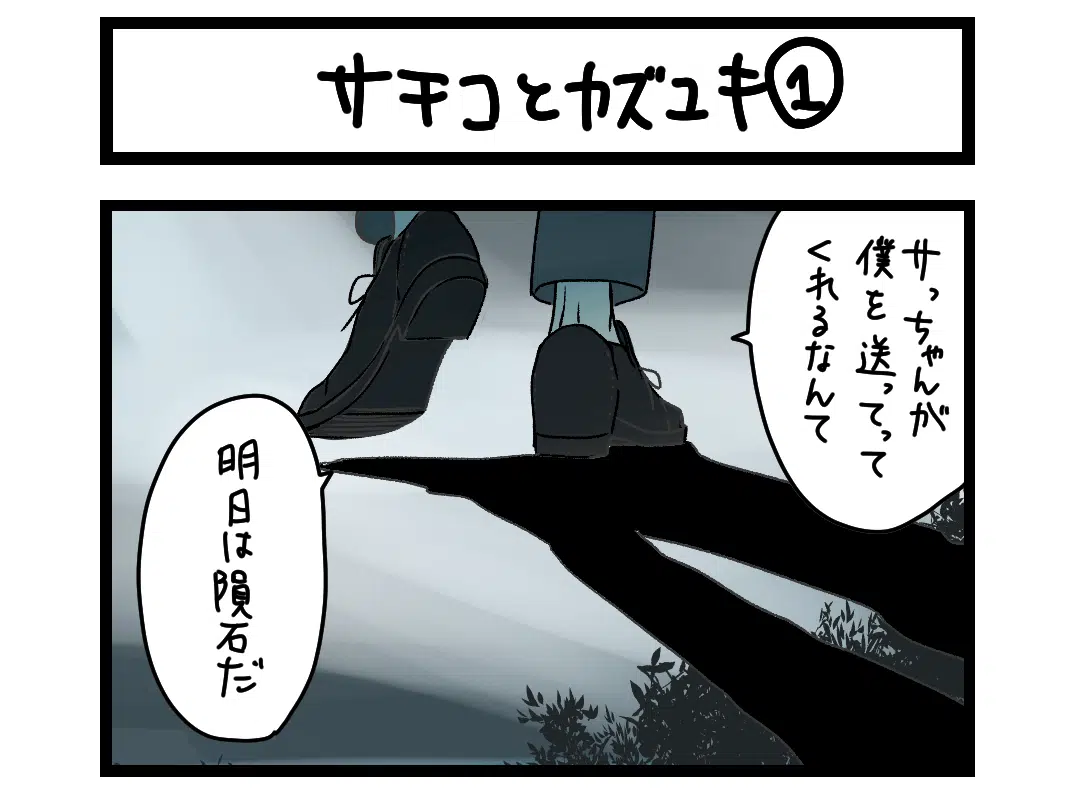 サチコとカズユキ①
サっちゃんが
僕を送ってって
くれるなんて
明日は隕石だ